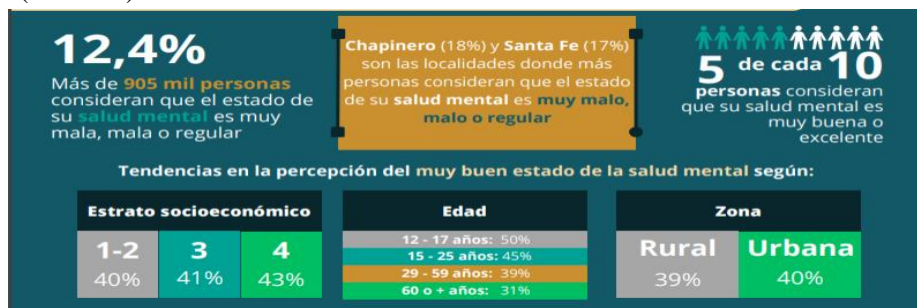 12,4%
Más de 905 mil personas
consideran que el estado de
su salud mental es muy
mala, mala o regular
Chapinero (18%) y Santa Fe (17%)
son las localidades donde más
personas consideran que el estado
de su salud mental es muy malo,
malo o regular
5 de cada 10
personas consideran
que su salud mental es
muy buena o
excelente
Tendencias en la percepción del muy buen estado de la salud mental según:
Estrato socioeconómico
1-2 3 4
40% 41% 43%
Edad
12 - 17 años: 50%
15 - 25 años: 45%
29 - 59 años: 39%
60 o + años: 31%
Zona
Rural Urbana
39% 40%